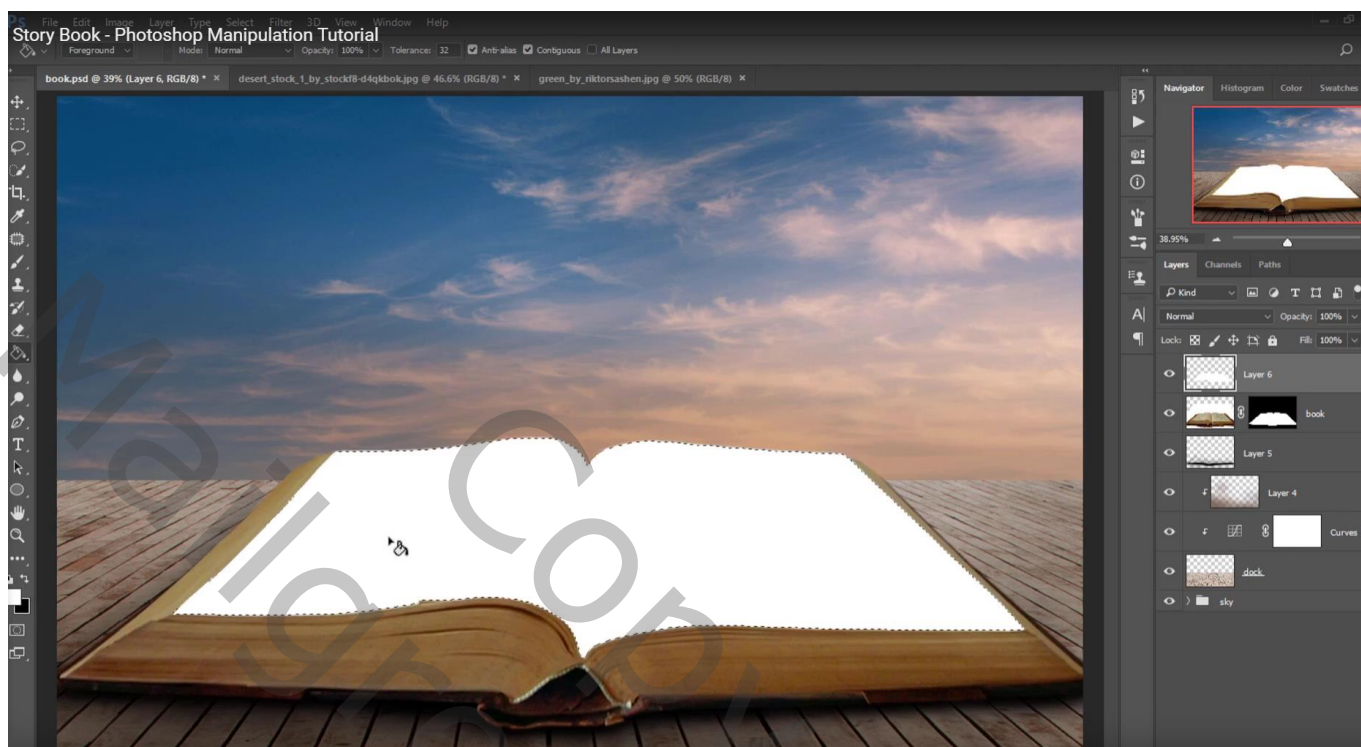 File Edit Image Layer Type Select Filter 3D View Window Help
Story Book - Photoshop Manipulation Tutorial
Foreground Mode: Normal Opacity: 100% Tolerance: 32 Anti-alias Contiguous All Layers
book.psd @ 39% (Layer 6, RGB/8) * × desert_stock_1_by_stockf8-d4qkbok.jpg @ 46.6% (RGB/8) * × green_by_riktorsashen.jpg @ 50% (RGB/8) ×
Navigator Histogram Color Swatches
38.95%
Layers Channels Paths
Kind
Normal Opacity: 100%
Lock: Fill: 100%
Layer 6
book
Layer 5
Layer 4
Curves
dock
sky
Copy